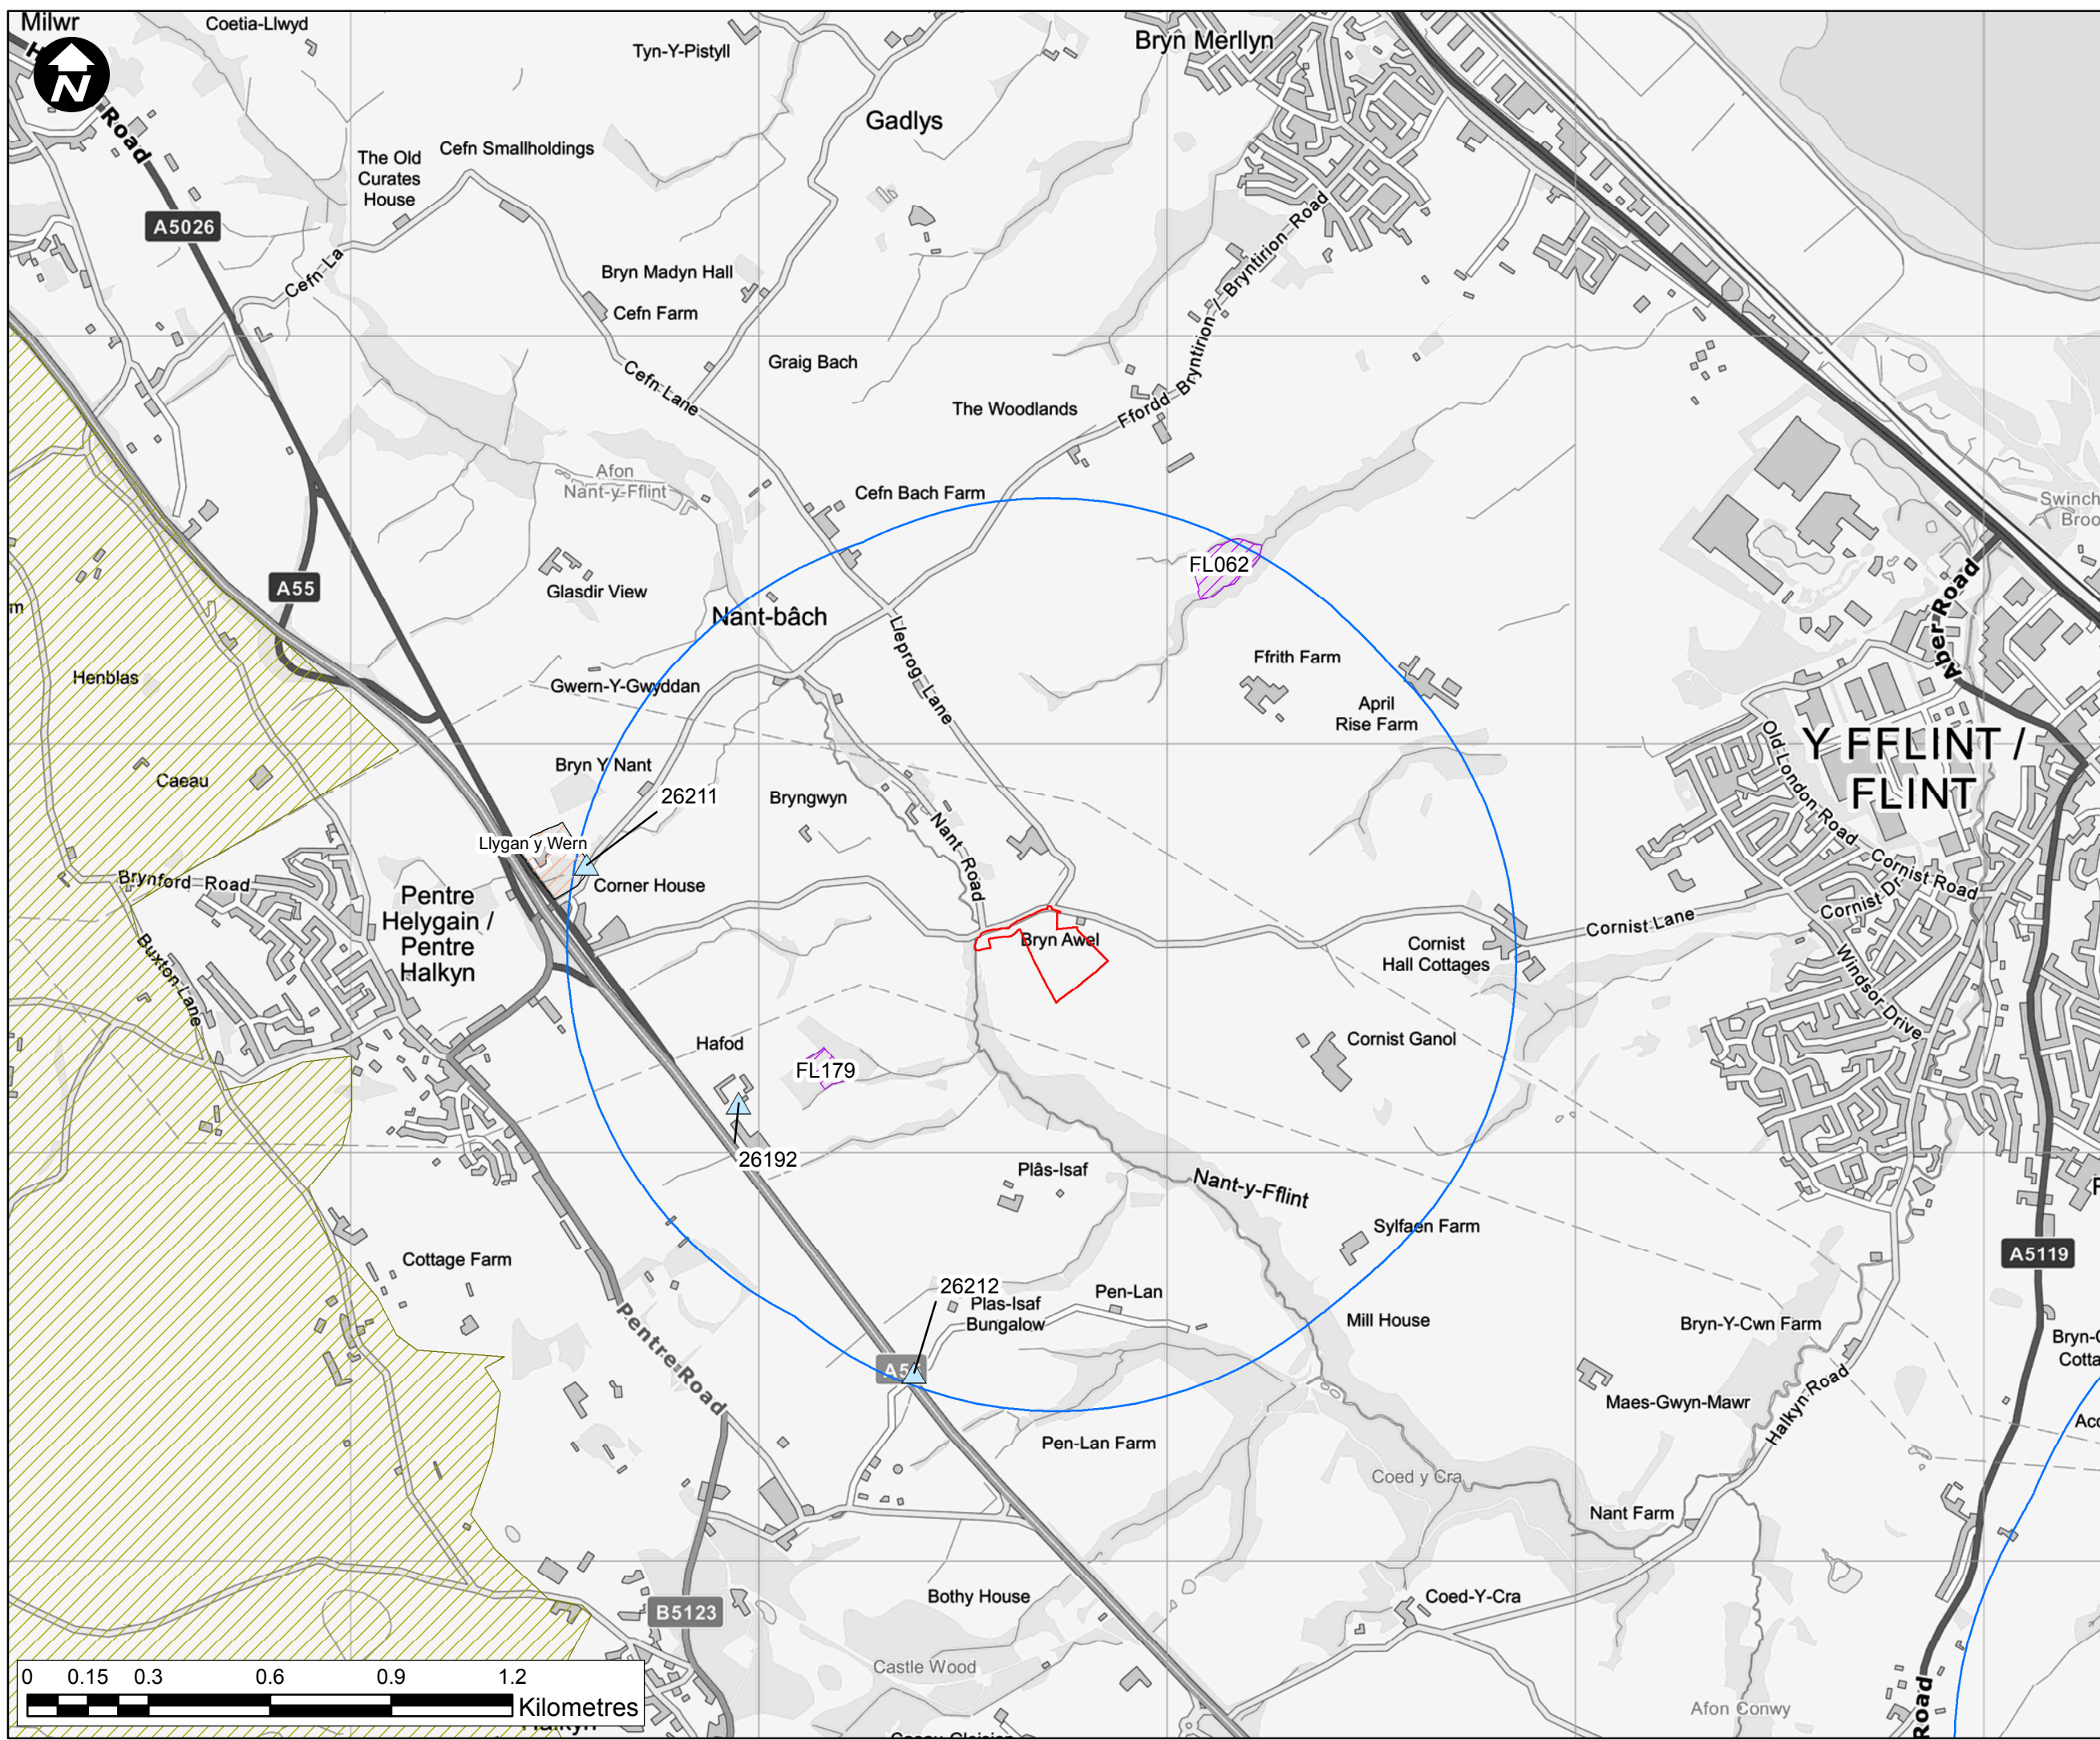 Milwr
Coetia-Llwyd
Tyn-Y-Pistyll
Bryn Merllyn
N
Road
Gadlys
The Old
Curates
House
Cefn Smallholdings
A5026
Cefn-La
Bryntirion Road
Bryn Madyn Hall
Cefn Farm
Graig Bach
Cefn Lane
The Woodlands
Ffordd Bryntirion /
Afon
Nant-y-Fflint
Cefn Bach Farm
Swinch
Broo
FL062
A55
Glasdir View
Nant-bâch
Aber Road
m
Lleprog Lane
Ffrith Farm
Henblas
Gwern-Y-Gwyddan
April
Rise Farm
Old London Road
Y FFLINT /
FLINT
Caeau
Bryn Y Nant
26211
Bryngwyn
Nant Road
Llygan y Wern
Corner House
Brynford Road
Cornist Road
Cornist Dr
Pentre
Helygain /
Pentre
Halkyn
Cornist Lane
Bryn Awel
Cornist
Hall Cottages
Buxton Lane
Windsor Drive
Hafod
Cornist Ganol
FL179
26192
Plâs-Isaf
Nant-y-Fflint
Sylfaen Farm
A5119
Cottage Farm
26212
Plas-Isaf
Bungalow
Pen-Lan
Mill House
Bryn-Y-Cwn Farm
Bryn-C
Cotta
Pentre Road
A5
Maes-Gwyn-Mawr
Halkyn Road
Acc
Pen-Lan Farm
Coed y Cra
Nant Farm
Bothy House
Coed-Y-Cra
B5123
Castle Wood
Afon Conwy
Road
0 0.15 0.3 0.6 0.9 1.2
Kilometres